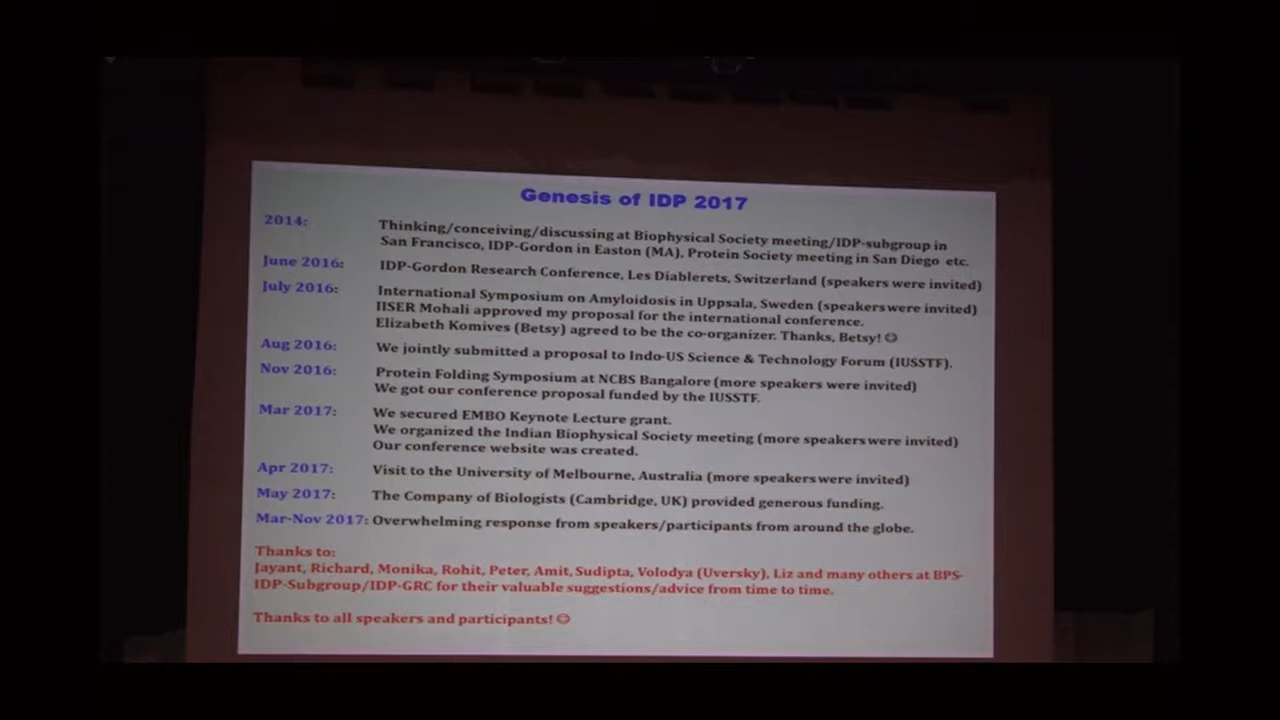 Genesis of IDP 2017
2014: Thinking/conceiving/discussing at Biophysical Society meeting/IDP-subgroup in
San Francisco, IDP-Gordon in Easton (MA), Protein Society meeting in San Diego etc.
June 2016: IDP-Gordon Research Conference, Les Diablerets, Switzerland (speakers were invited)
July 2016: International Symposium on Amyloidosis in Uppsala, Sweden (speakers were invited)
IISER Mohali approved my proposal for the international conference.
Elizabeth Komives (Betsy) agreed to be the co-organizer. Thanks, Betsy! ☺
Aug 2016: We jointly submitted a proposal to Indo-US Science & Technology Forum (IUSSTF).
Nov 2016: Protein Folding Symposium at NCBS Bangalore (more speakers were invited)
We got our conference proposal funded by the IUSSTF.
Mar 2017: We secured EMBO Keynote Lecture grant.
We organized the Indian Biophysical Society meeting (more speakers were invited)
Our conference website was created.
Apr 2017: Visit to the University of Melbourne, Australia (more speakers were invited)
May 2017: The Company of Biologists (Cambridge, UK) provided generous funding.
Mar-Nov 2017: Overwhelming response from speakers/participants from around the globe.
Thanks to:
Jayant, Richard, Monika, Rohit, Peter, Amit, Sudipta, Volodya (Uversky), Liz and many others at BPS-
IDP-Subgroup/IDP-GRC for their valuable suggestions/advice from time to time.
Thanks to all speakers and participants! ☺